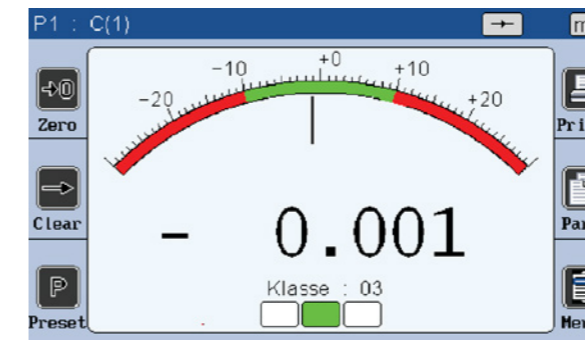 P1 : C(1)
-20 -10 +0 +10 +20
Zero
Clear
Preset
- 0.001
Klasse : 03
P